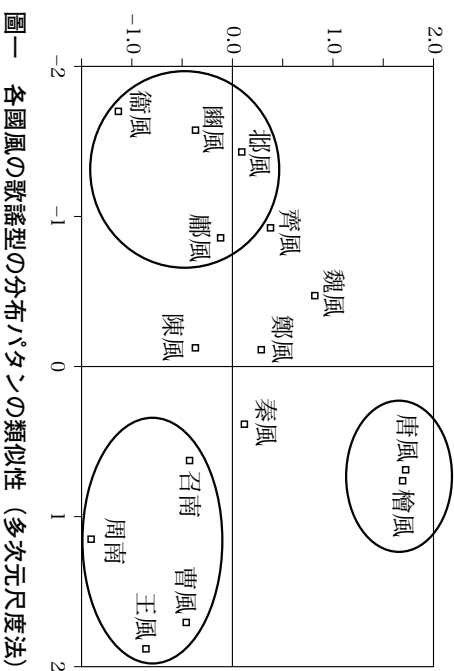 2.0
1.0
0.0
−1.0
−2
−1
0
1
2
魏風
齊風
鄭風
邶風
豳風
鄘風
衞風
陳風
唐風
檜風
秦風
召南
周南
曹風
王風
圖一 各國風の歌謠型の分布パタンの類似性（多次元尺度法）